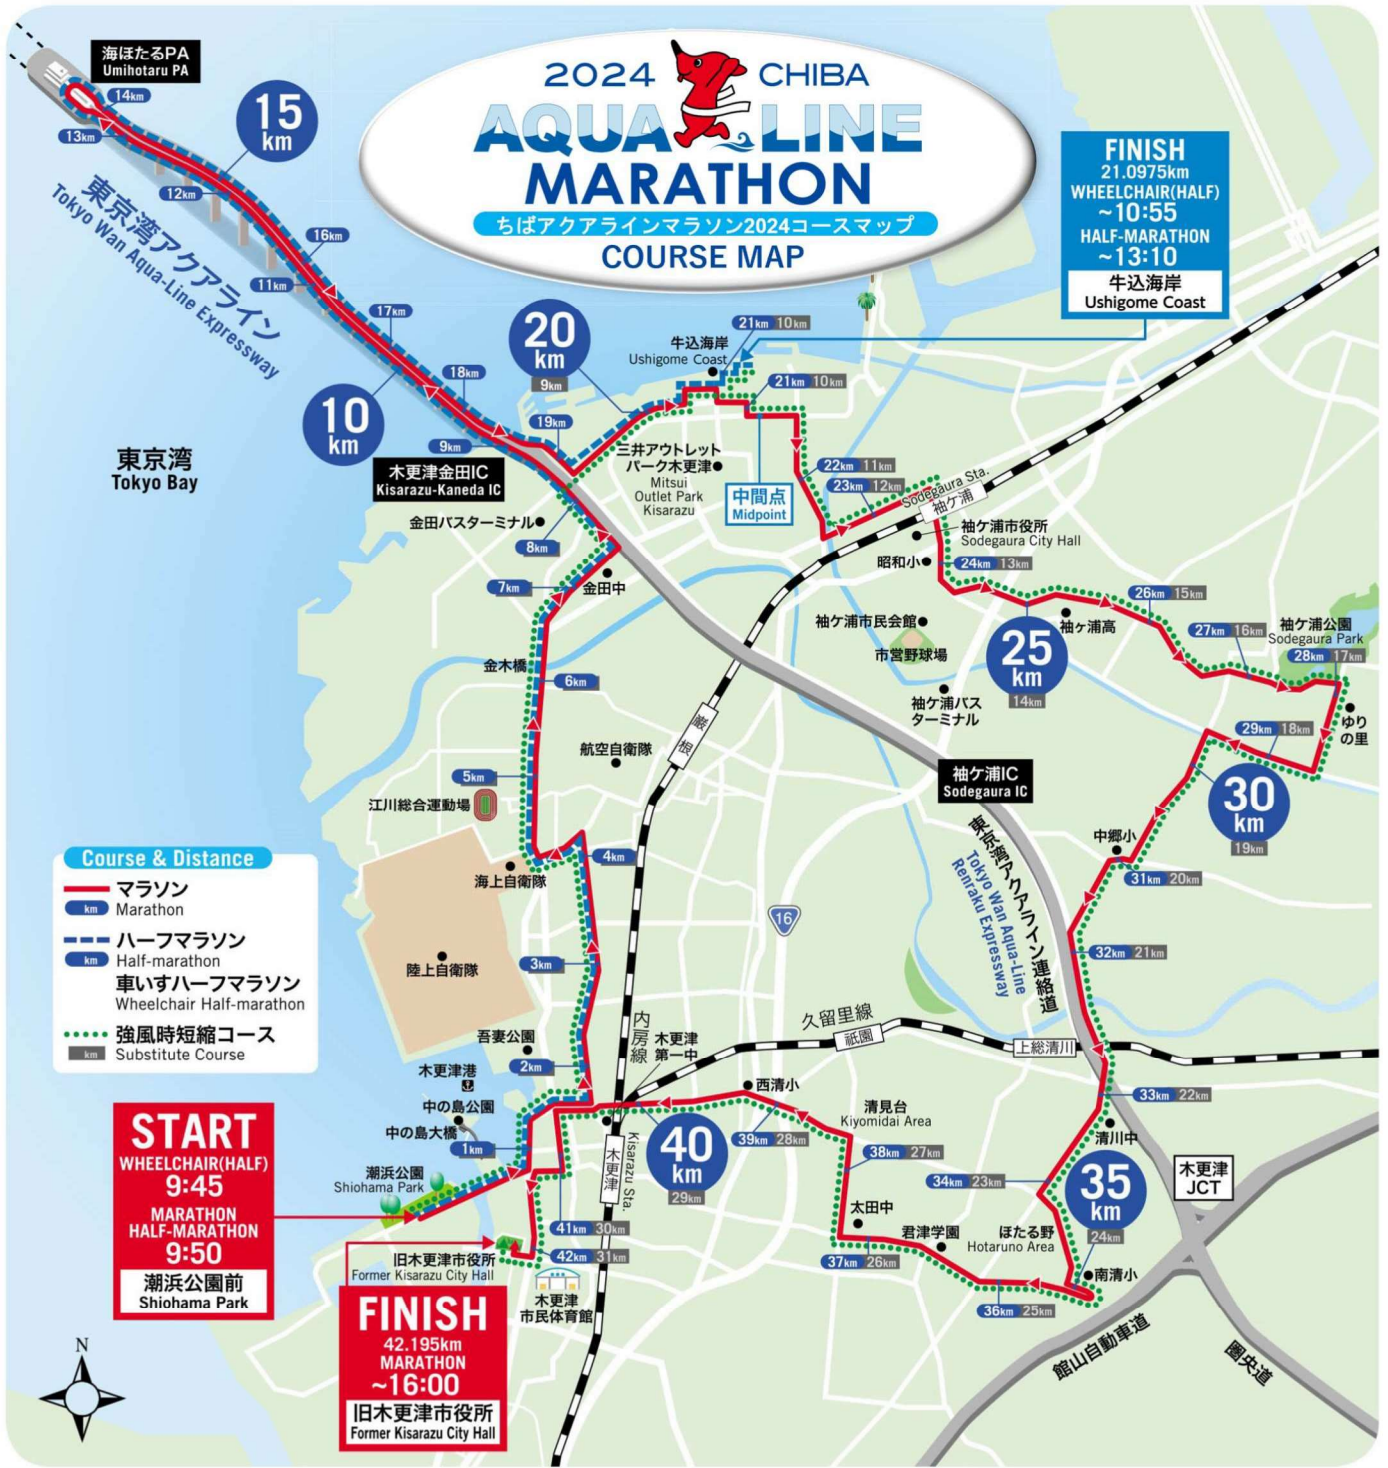 海ほたるPA
Umihotaru PA
14km
13km
15
km
12km
16km
11km
東京湾アクアライン
Tokyo Wan Aqua-Line Expressway
17km
18km
10
km
9km
19km
2024 CHIBA
AQUA LINE
MARATHON
ちばアクアラインマラソン2024コースマップ
COURSE MAP
FINISH
21.0975km
WHEELCHAIR(HALF)
~10:55
HALF-MARATHON
~13:10
牛込海岸
Ushigome Coast
20
km
9km
21km 10km
牛込海岸
Ushigome Coast
21km 10km
東京湾
Tokyo Bay
木更津金田IC
Kisarazu-Kaneda IC
三井アウトレット
パーク木更津
Mitsui
Outlet Park
Kisarazu
中間点
Midpoint
22km 11km
23km 12km
Sodegaura Sta.
袖ケ浦
金田バスターミナル
8km
袖ケ浦市役所
Sodegaura City Hall
昭和小
24km 13km
7km
金田中
26km 15km
袖ケ浦市民会館
市営野球場
25
km
14km
袖ヶ浦高
27km 16km
袖ケ浦公園
Sodegaura Park
28km 17km
金木橋
6km
袖ケ浦バス
ターミナル
ゆり
の里
29km 18km
巌根
航空自衛隊
5km
江川総合運動場
袖ケ浦IC
Sodegaura IC
30
km
19km
東京湾アクアライン連絡道
Tokyo Wan Aqua-Line
Renraku Expressway
中郷小
31km 20km
4km
海上自衛隊
Course & Distance
マラソン
km Marathon
ハーフマラソン
km Half-marathon
車いすハーフマラソン
Wheelchair Half-marathon
強風時短縮コース
km Substitute Course
16
32km 21km
陸上自衛隊
3km
内房線
久留里線
祇園
上総清川
吾妻公園
2km
木更津
第一中
木更津港
西清小
33km 22km
中の島公園
中の島大橋
1km
清見台
Kiyomidai Area
清川中
40
km
29km
39km 28km
38km 27km
木更津
Kisarazu Sta.
START
WHEELCHAIR(HALF)
9:45
MARATHON
HALF-MARATHON
9:50
潮浜公園前
Shiohama Park
潮浜公園
Shiohama Park
34km 23km
35
km
24km
木更津
JCT
太田中
君津学園
ほたる野
Hotaruno Area
41km 30km
42km 31km
旧木更津市役所
Former Kisarazu City Hall
37km 26km
南清小
木更津
市民体育館
36km 25km
FINISH
42.195km
MARATHON
~16:00
旧木更津市役所
Former Kisarazu City Hall
館山自動車道
圏央道
N